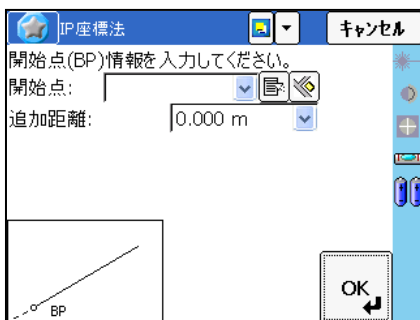 IP座標法
キャンセル
開始点(BP)情報を入力してください。
開始点:
追加距離: 0.000 m
BP
OK